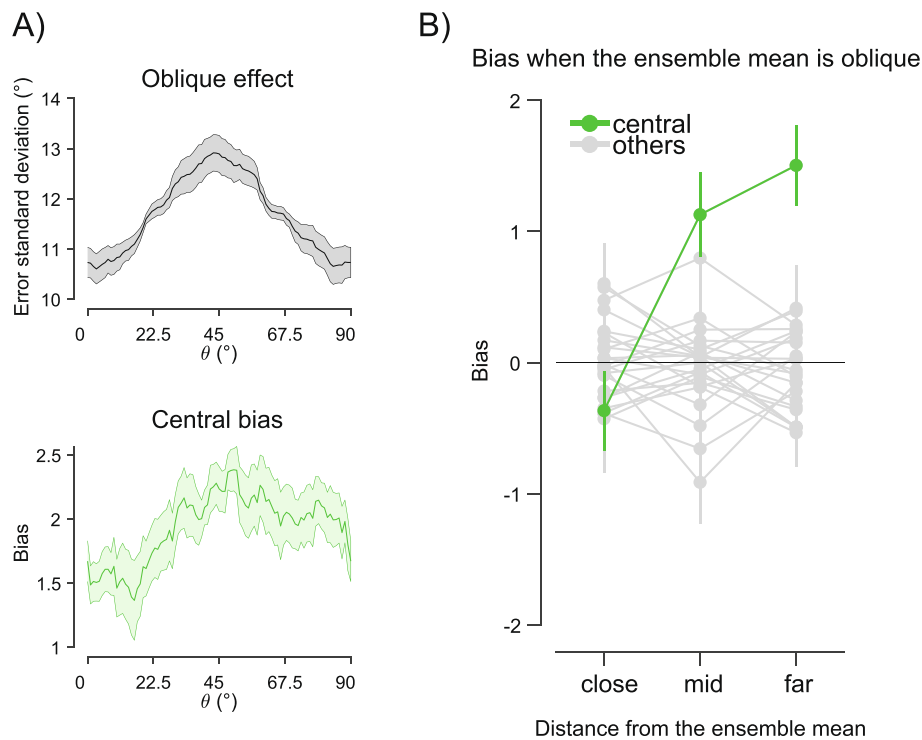 A)
Oblique effect
Error standard deviation (°)
14
13
12
11
10
0 22.5 45 67.5 90
θ (°)
Central bias
Bias
2.5
2
1.5
1
0 22.5 45 67.5 90
θ (°)
B)
Bias when the ensemble mean is oblique
central
others
Bias
2
1
0
-1
-2
close mid far
Distance from the ensemble mean